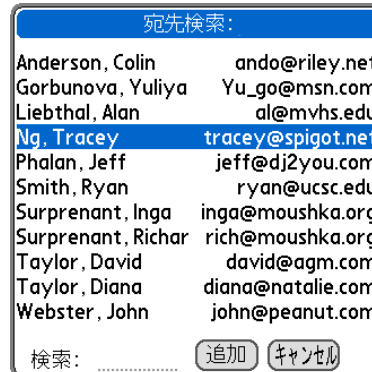 宛先検索:
Anderson, Colin ando@riley.net
Gorbunova, Yuliya Yu_go@msn.com
Liebthal, Alan al@mvhs.edu
Ng, Tracey tracey@spigot.net
Phalan, Jeff jeff@dj2you.com
Smith, Ryan ryan@ucsc.edu
Surprenant, Inga inga@moushka.org
Surprenant, Richar rich@moushka.org
Taylor, David david@agm.com
Taylor, Diana diana@natalie.com
Webster, John john@peanut.com
検索: 追加 キャンセル